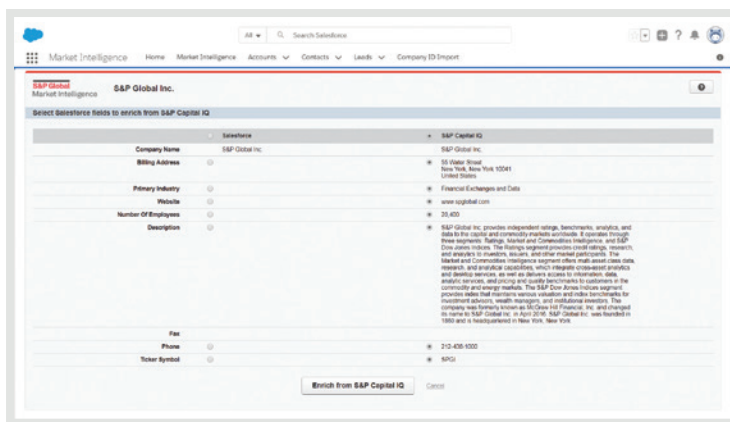 All
Search Salesforce
Market Intelligence Home Market Intelligence Accounts Contacts Leads Company ID Import
S&P Global
Market Intelligence
S&P Global Inc.
Select Salesforce fields to enrich from S&P Capital IQ
Salesforce S&P Capital IQ
Company Name S&P Global Inc. S&P Global Inc.
Billing Address 55 Water Street
New York, New York 10041
United States
Primary Industry Financial Exchanges and Data
Website www.spglobal.com
Number Of Employees 20,400
Description S&P Global Inc. provides independent ratings, benchmarks, analytics, and
data to the capital and commodity markets worldwide. It operates through
three segments: Ratings, Market and Commodities Intelligence, and S&P
Dow Jones Indices. The Ratings segment provides credit ratings, research,
and analytics to investors, issuers, and other market participants. The
Market and Commodities Intelligence segment offers multi-asset-class data,
research, and analytical capabilities, which integrate cross-asset analytics
and desktop services, as well as delivers access to information, data,
analytic services, and pricing and quality benchmarks to customers in the
commodity and energy markets. The S&P Dow Jones Indices segment
provides index that maintains various valuation and index benchmarks for
investment advisors, wealth managers, and institutional investors. The
company was formerly known as McGraw Hill Financial, Inc. and changed
its name to S&P Global Inc. in April 2016. S&P Global Inc. was founded in
1860 and is headquartered in New York, New York.
Fax
Phone 212-438-1000
Ticker Symbol SPGI
Enrich from S&P Capital IQ Cancel